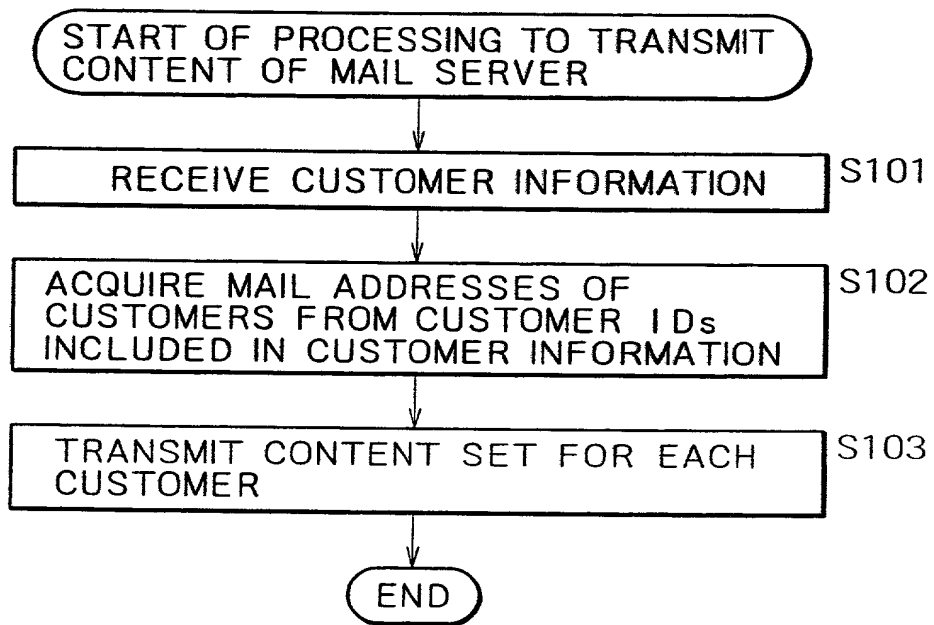 START OF PROCESSING TO TRANSMIT
CONTENT OF MAIL SERVER
RECEIVE CUSTOMER INFORMATION
S101
ACQUIRE MAIL ADDRESSES OF
CUSTOMERS FROM CUSTOMER IDs
INCLUDED IN CUSTOMER INFORMATION
S102
TRANSMIT CONTENT SET FOR EACH
CUSTOMER
S103
END